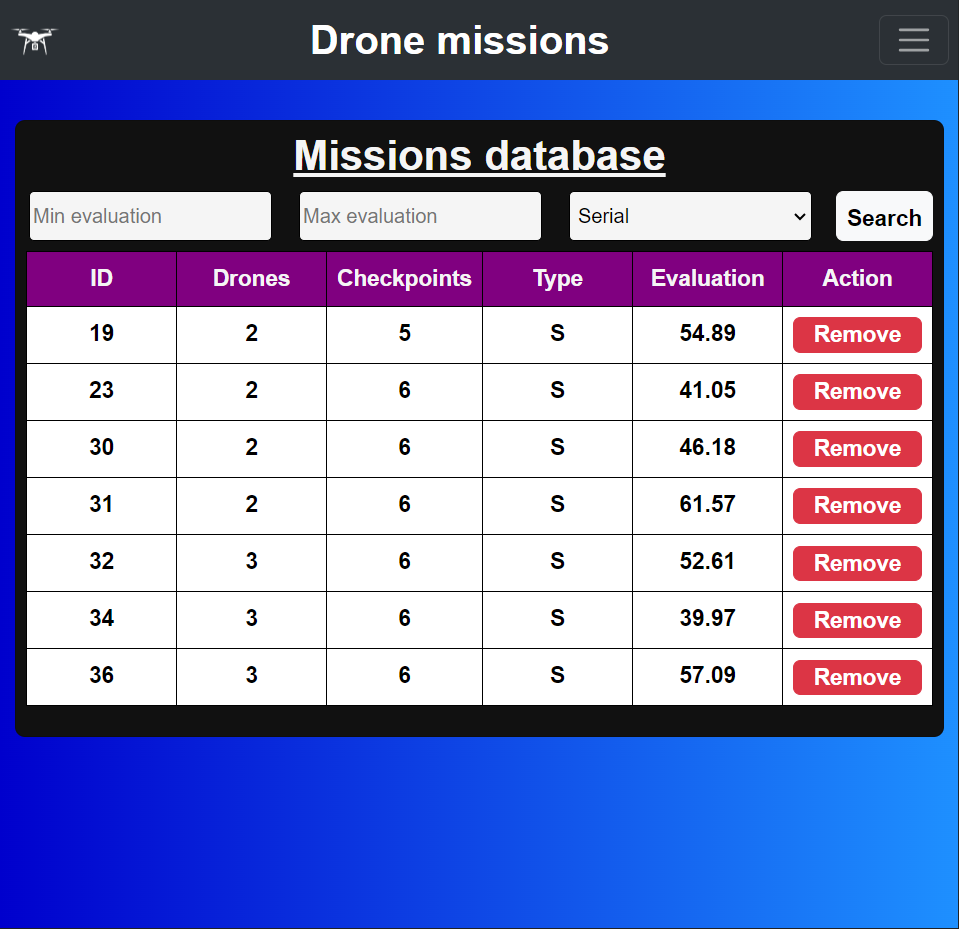 Drone missions
Missions database
Min evaluation Max evaluation Serial Search
ID Drones Checkpoints Type Evaluation Action
19 2 5 S 54.89 Remove
23 2 6 S 41.05 Remove
30 2 6 S 46.18 Remove
31 2 6 S 61.57 Remove
32 3 6 S 52.61 Remove
34 3 6 S 39.97 Remove
36 3 6 S 57.09 Remove